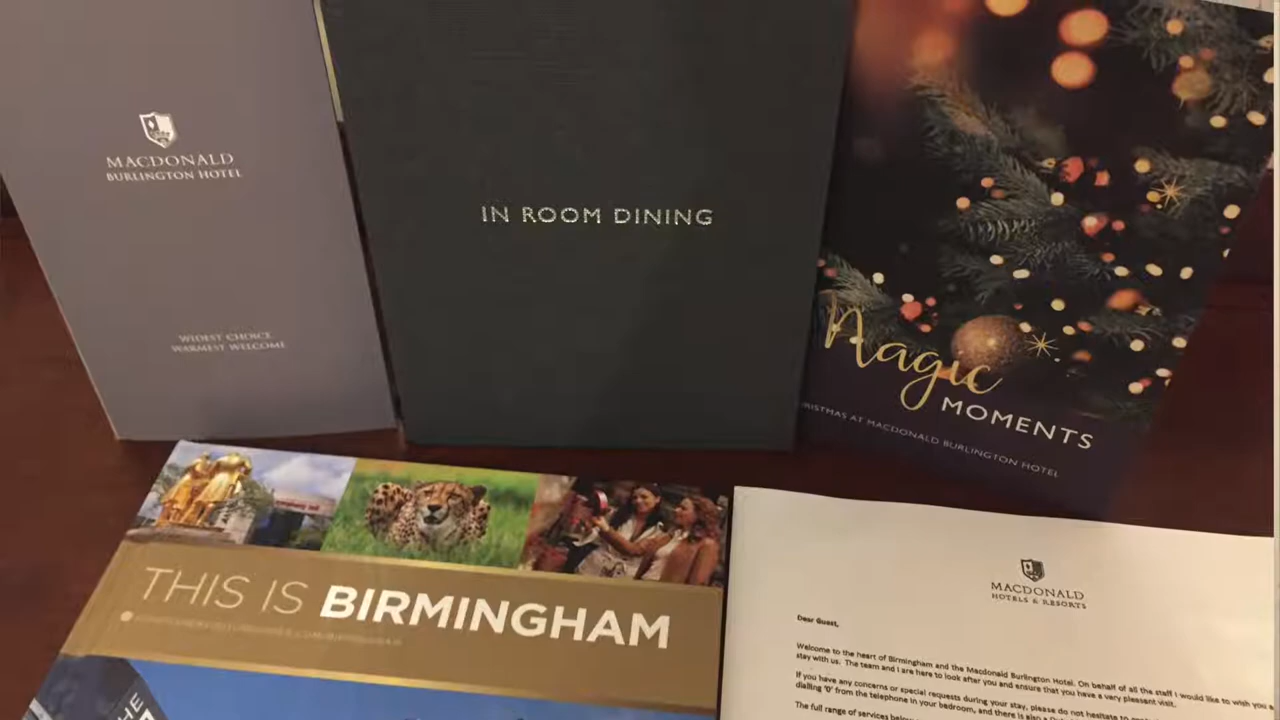 MACDONALD
BURLINGTON HOTEL
WIDEST CHOICE
WARMEST WELCOME
IN ROOM DINING
Magic
MOMENTS
RISTMAS AT MACDONALD BURLINGTON HOTEL
THIS IS BIRMINGHAM
THE
MACDONALD
HOTELS & RESORTS
Dear Guest,
Welcome to the heart of Birmingham and the Macdonald Burlington Hotel. On behalf of all the staff I would like to wish you a
stay with us. The team and I are here to look after you and ensure that you have a very pleasant visit.
If you have any concerns or special requests during your stay, please do not hesitate to
dialling '0' from the telephone in your bedroom, and there is also a
The full range of services